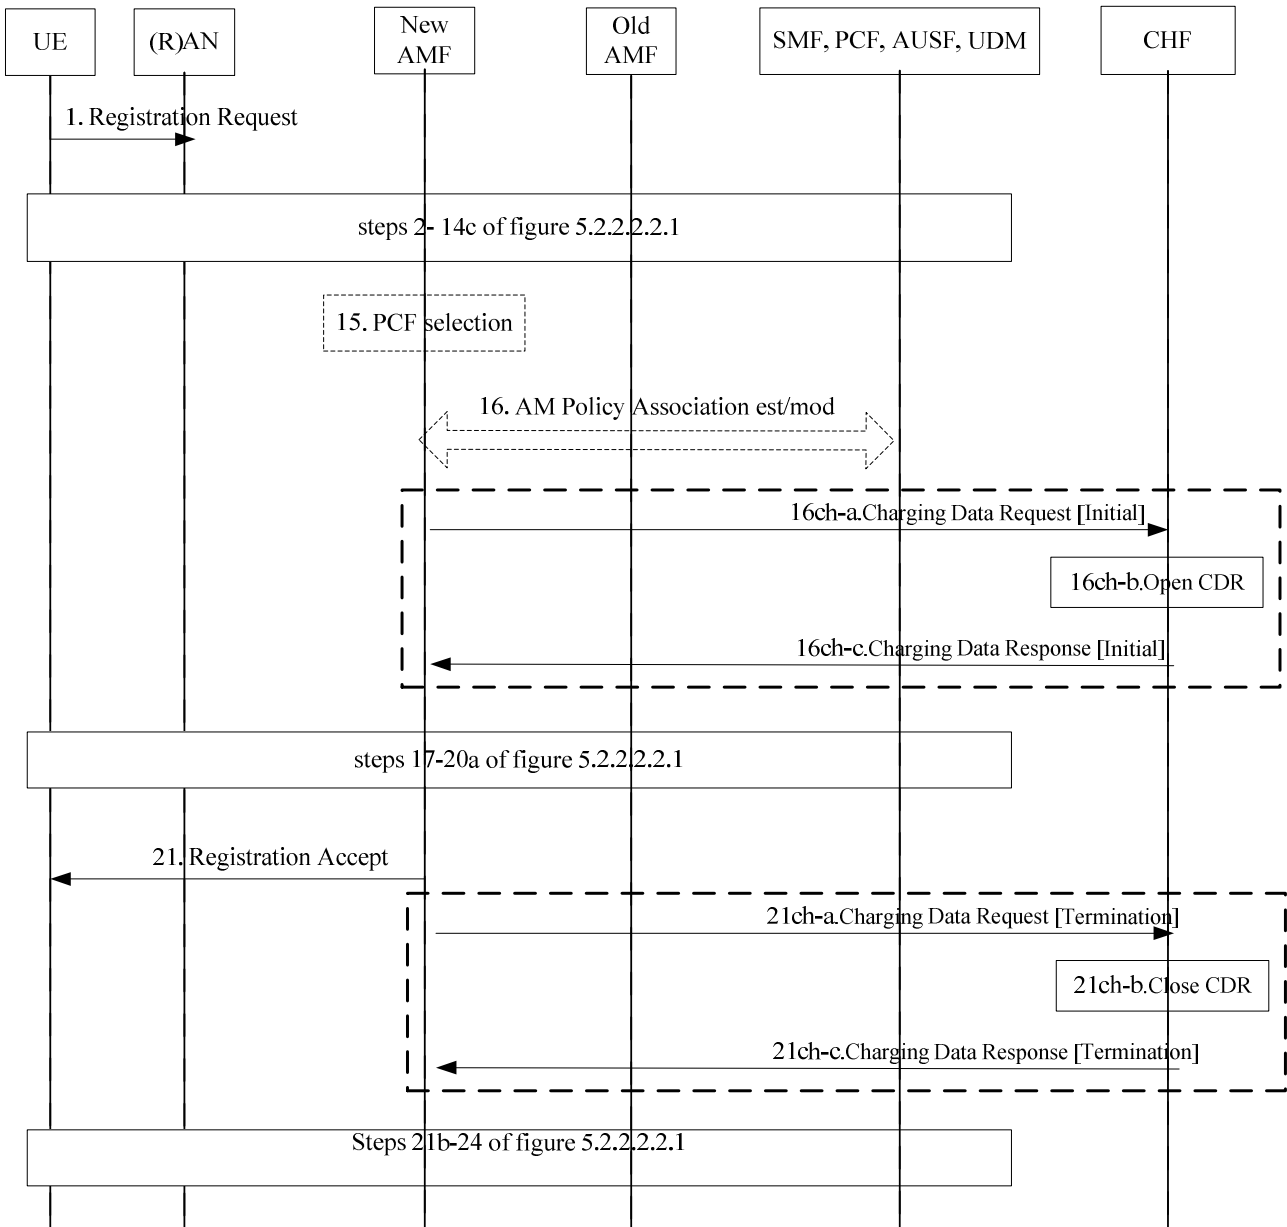 UE
(R)AN
New
AMF
Old
AMF
SMF, PCF, AUSF, UDM
CHF
1. Registration Request
steps 2- 14c of figure 5.2.2.2.2.1
15. PCF selection
16. AM Policy Association est/mod
16ch-a.Charging Data Request [Initial]
16ch-b.Open CDR
16ch-c.Charging Data Response [Initial]
steps 17-20a of figure 5.2.2.2.2.1
21. Registration Accept
21ch-a.Charging Data Request [Termination]
21ch-b.Close CDR
21ch-c.Charging Data Response [Termination]
Steps 21b-24 of figure 5.2.2.2.2.1